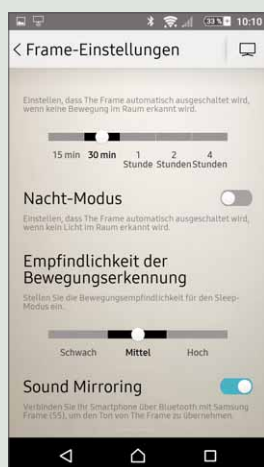 33% 10:10
< Frame-Einstellungen
Einstellen, dass The Frame automatisch ausgeschaltet wird,
wenn keine Bewegung im Raum erkannt wird.
15 min 30 min 1 2 4
Stunde Stunden Stunden
Nacht-Modus
Einstellen, dass The Frame automatisch ausgeschaltet wird,
wenn kein Licht im Raum erkannt wird.
Empfindlichkeit der
Bewegungserkennung
Stellen Sie die Bewegungsempfindlichkeit für den Sleep-
Modus ein.
Schwach Mittel Hoch
Sound Mirroring
Verbinden Sie Ihr Smartphone über Bluetooth mit Samsung
Frame (55), um den Ton von The Frame zu übernehmen.